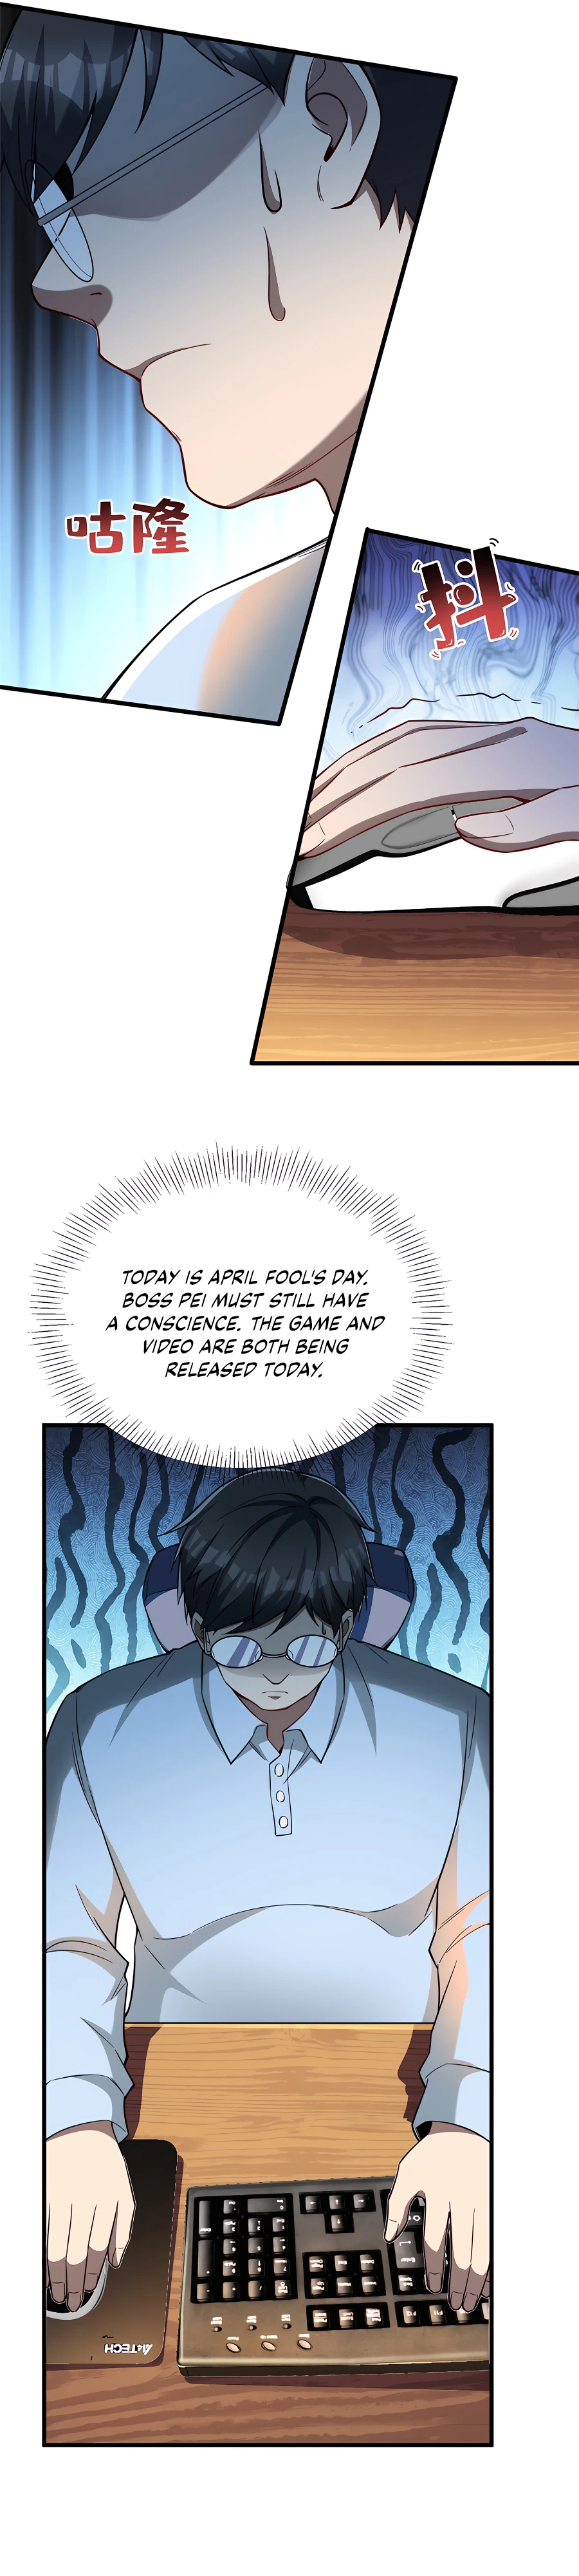 咕隆
抖
TODAY IS APRIL FOOL'S DAY.
BOSS PEI MUST STILL HAVE
A CONSCIENCE. THE GAME AND
VIDEO ARE BOTH BEING
RELEASED TODAY.
A4TECH